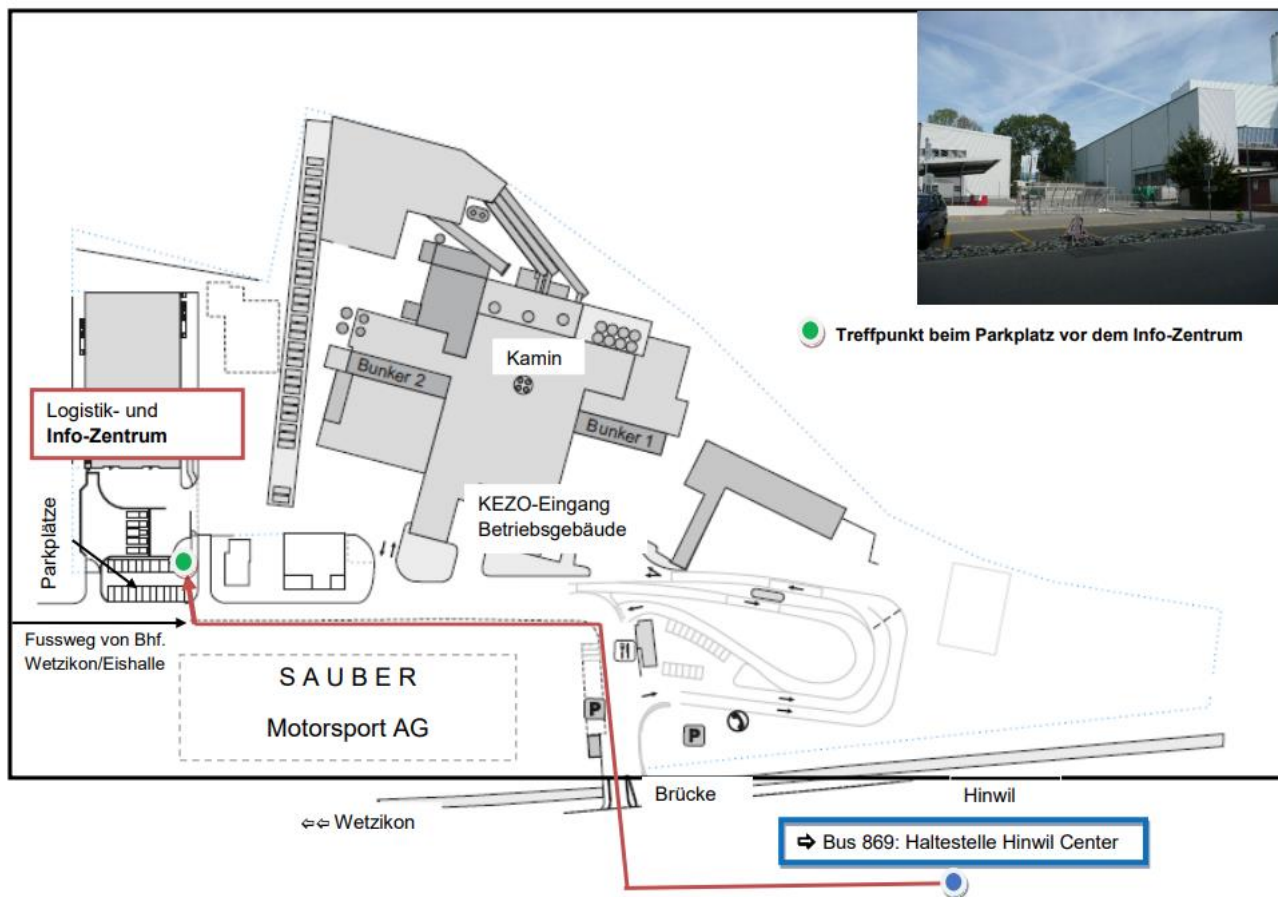 Treffpunkt beim Parkplatz vor dem Info-Zentrum
Kamin
Bunker 2
Bunker 1
Logistik- und
Info-Zentrum
KEZO-Eingang
Betriebsgebäude
Parkplätze
Fussweg von Bhf.
Wetzikon/Eishalle
SAUBER
Motorsport AG
P
P
Brücke
Hinwil
⇦⇦ Wetzikon
⇨ Bus 869: Haltestelle Hinwil Center